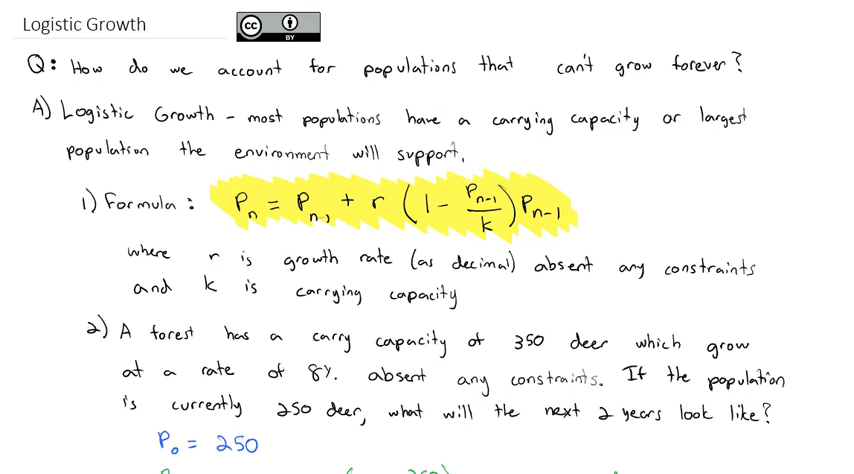 Logistic Growth
cc BY
Q: How do we account for populations that can't grow forever?
A) Logistic Growth - most populations have a carrying capacity or largest
population the environment will support.
1) Formula: Pₙ = Pₙ₋₁ + r (1 - Pₙ₋₁/k) Pₙ₋₁
where r is growth rate (as decimal) absent any constraints
and k is carrying capacity
2) A forest has a carry capacity of 350 deer which grow
at a rate of 8%. absent any constraints. If the population
is currently 250 deer, what will the next 2 years look like?
P₀ = 250